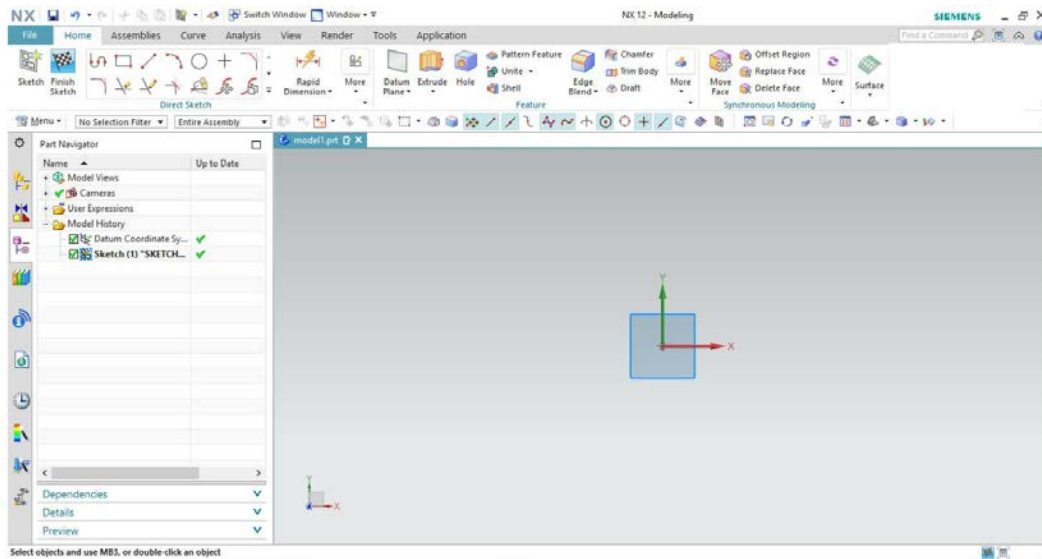 NX Switch Window Window NX 12 - Modeling SIEMENS
File Home Assemblies Curve Analysis View Render Tools Application Find a Command
Pattern Feature Chamfer Offset Region
Unite Trim Body Replace Face
Shell Draft Delete Face
Sketch Finish Sketch Rapid Dimension More Datum Plane Extrude Hole Edge Blend More Move Face More Surface
Direct Sketch Feature Synchronous Modeling
Menu No Selection Filter Entire Assembly
Part Navigator model1.prt
Name Up to Date
Model Views
Cameras
User Expressions
Model History
Datum Coordinate Sy...
Sketch (1) "SKETCH...
Y
X
Y
X
Dependencies
Details
Preview
Select objects and use MB3, or double-click an object